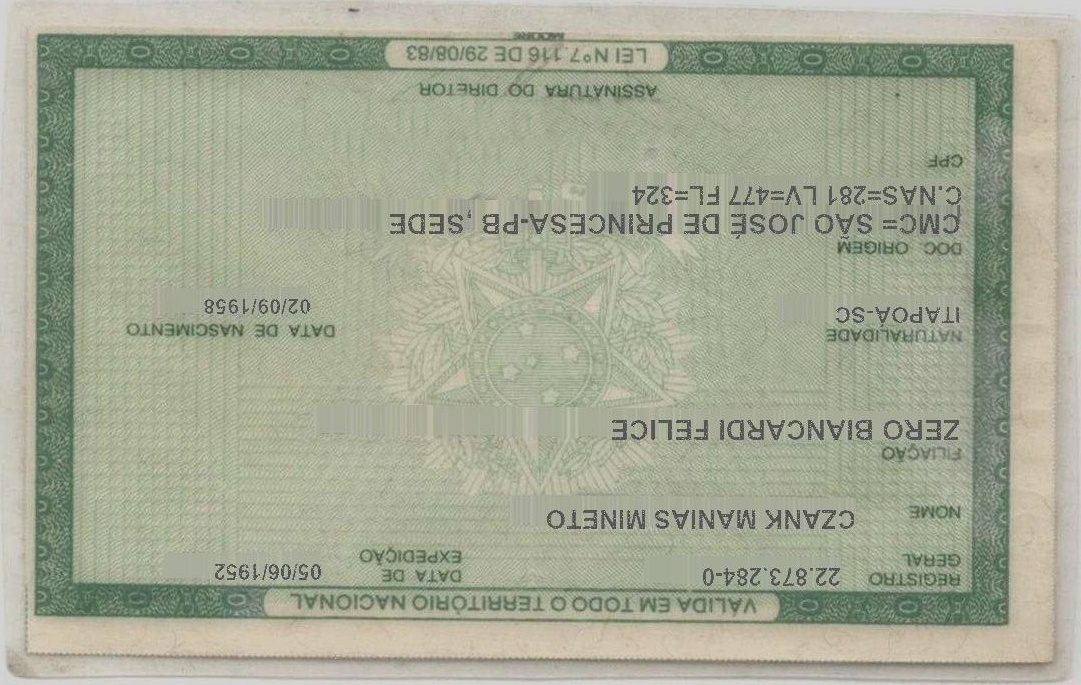 VÁLIDA EM TODO O TERRITÓRIO NACIONAL
REGISTRO GERAL 22.873.284-0 DATA DE EXPEDIÇÃO 05/06/1952
NOME CZANK MANIAS MINETO
FILIAÇÃO
ZERO BIANCARDI FELICE
NATURALIDADE DATA DE NASCIMENTO
ITAPOA-SC 02/09/1958
DOC ORIGEM
CMC= SÃO JOSÉ DE PRINCESA-PB ,SEDE
C.NAS=281 LV=477 FL=324
CPF
ASSINATURA DO DIRETOR
LEI Nº 7.116 DE 29/08/83